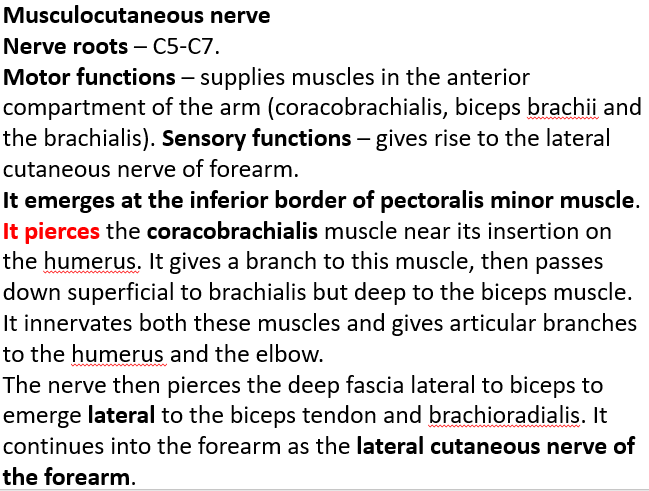 Musculocutaneous nerve
Nerve roots – C5-C7.
Motor functions – supplies muscles in the anterior
compartment of the arm (coracobrachialis, biceps brachii and
the brachialis). Sensory functions – gives rise to the lateral
cutaneous nerve of forearm.
It emerges at the inferior border of pectoralis minor muscle.
It pierces the coracobrachialis muscle near its insertion on
the humerus. It gives a branch to this muscle, then passes
down superficial to brachialis but deep to the biceps muscle.
It innervates both these muscles and gives articular branches
to the humerus and the elbow.
The nerve then pierces the deep fascia lateral to biceps to
emerge lateral to the biceps tendon and brachioradialis. It
continues into the forearm as the lateral cutaneous nerve of
the forearm.